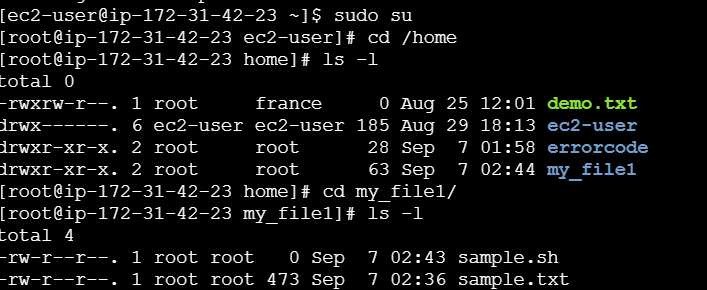 [ec2-user@ip-172-31-42-23 ~]$ sudo su
[root@ip-172-31-42-23 ec2-user]# cd /home
[root@ip-172-31-42-23 home]# ls -l
total 0
-rwxrw-r--. 1 root     france     0 Aug 25 12:01 demo.txt
drwx------. 6 ec2-user ec2-user 185 Aug 29 18:13 ec2-user
drwxr-xr-x. 2 root     root      28 Sep  7 01:58 errorcode
drwxr-xr-x. 2 root     root      63 Sep  7 02:44 my_file1
[root@ip-172-31-42-23 home]# cd my_file1/
[root@ip-172-31-42-23 my_file1]# ls -l
total 4
-rw-r--r--. 1 root root   0 Sep  7 02:43 sample.sh
-rw-r--r--. 1 root root 473 Sep  7 02:36 sample.txt